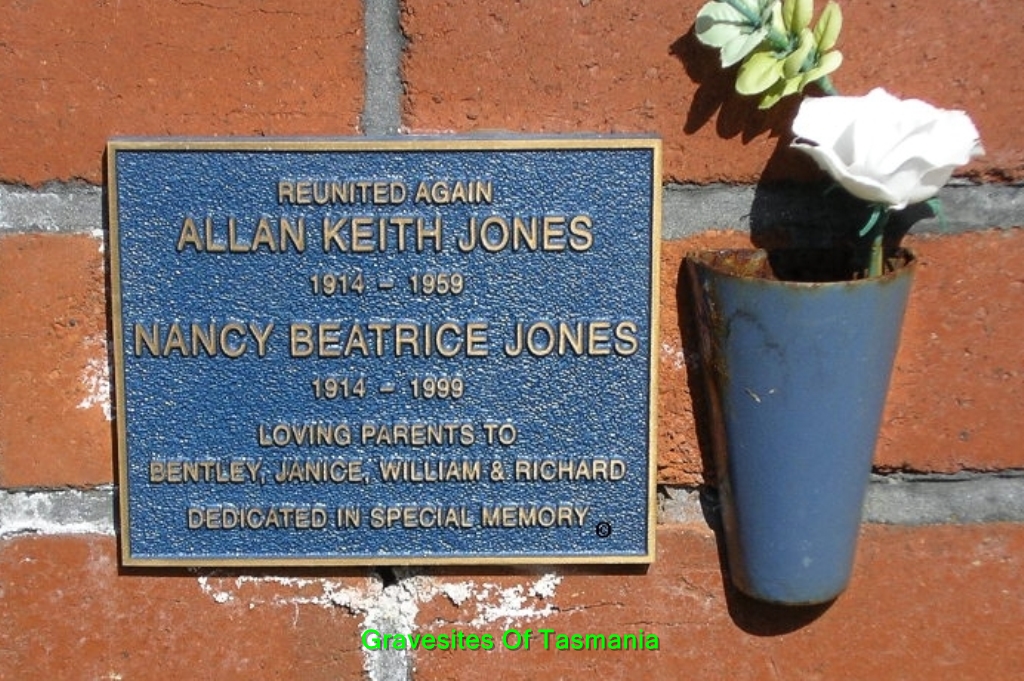 REUNITED AGAIN
ALLAN KEITH JONES
1914 - 1959
NANCY BEATRICE JONES
1914 - 1999
LOVING PARENTS TO
BENTLEY, JANICE, WILLIAM & RICHARD
DEDICATED IN SPECIAL MEMORY
Gravesites Of Tasmania